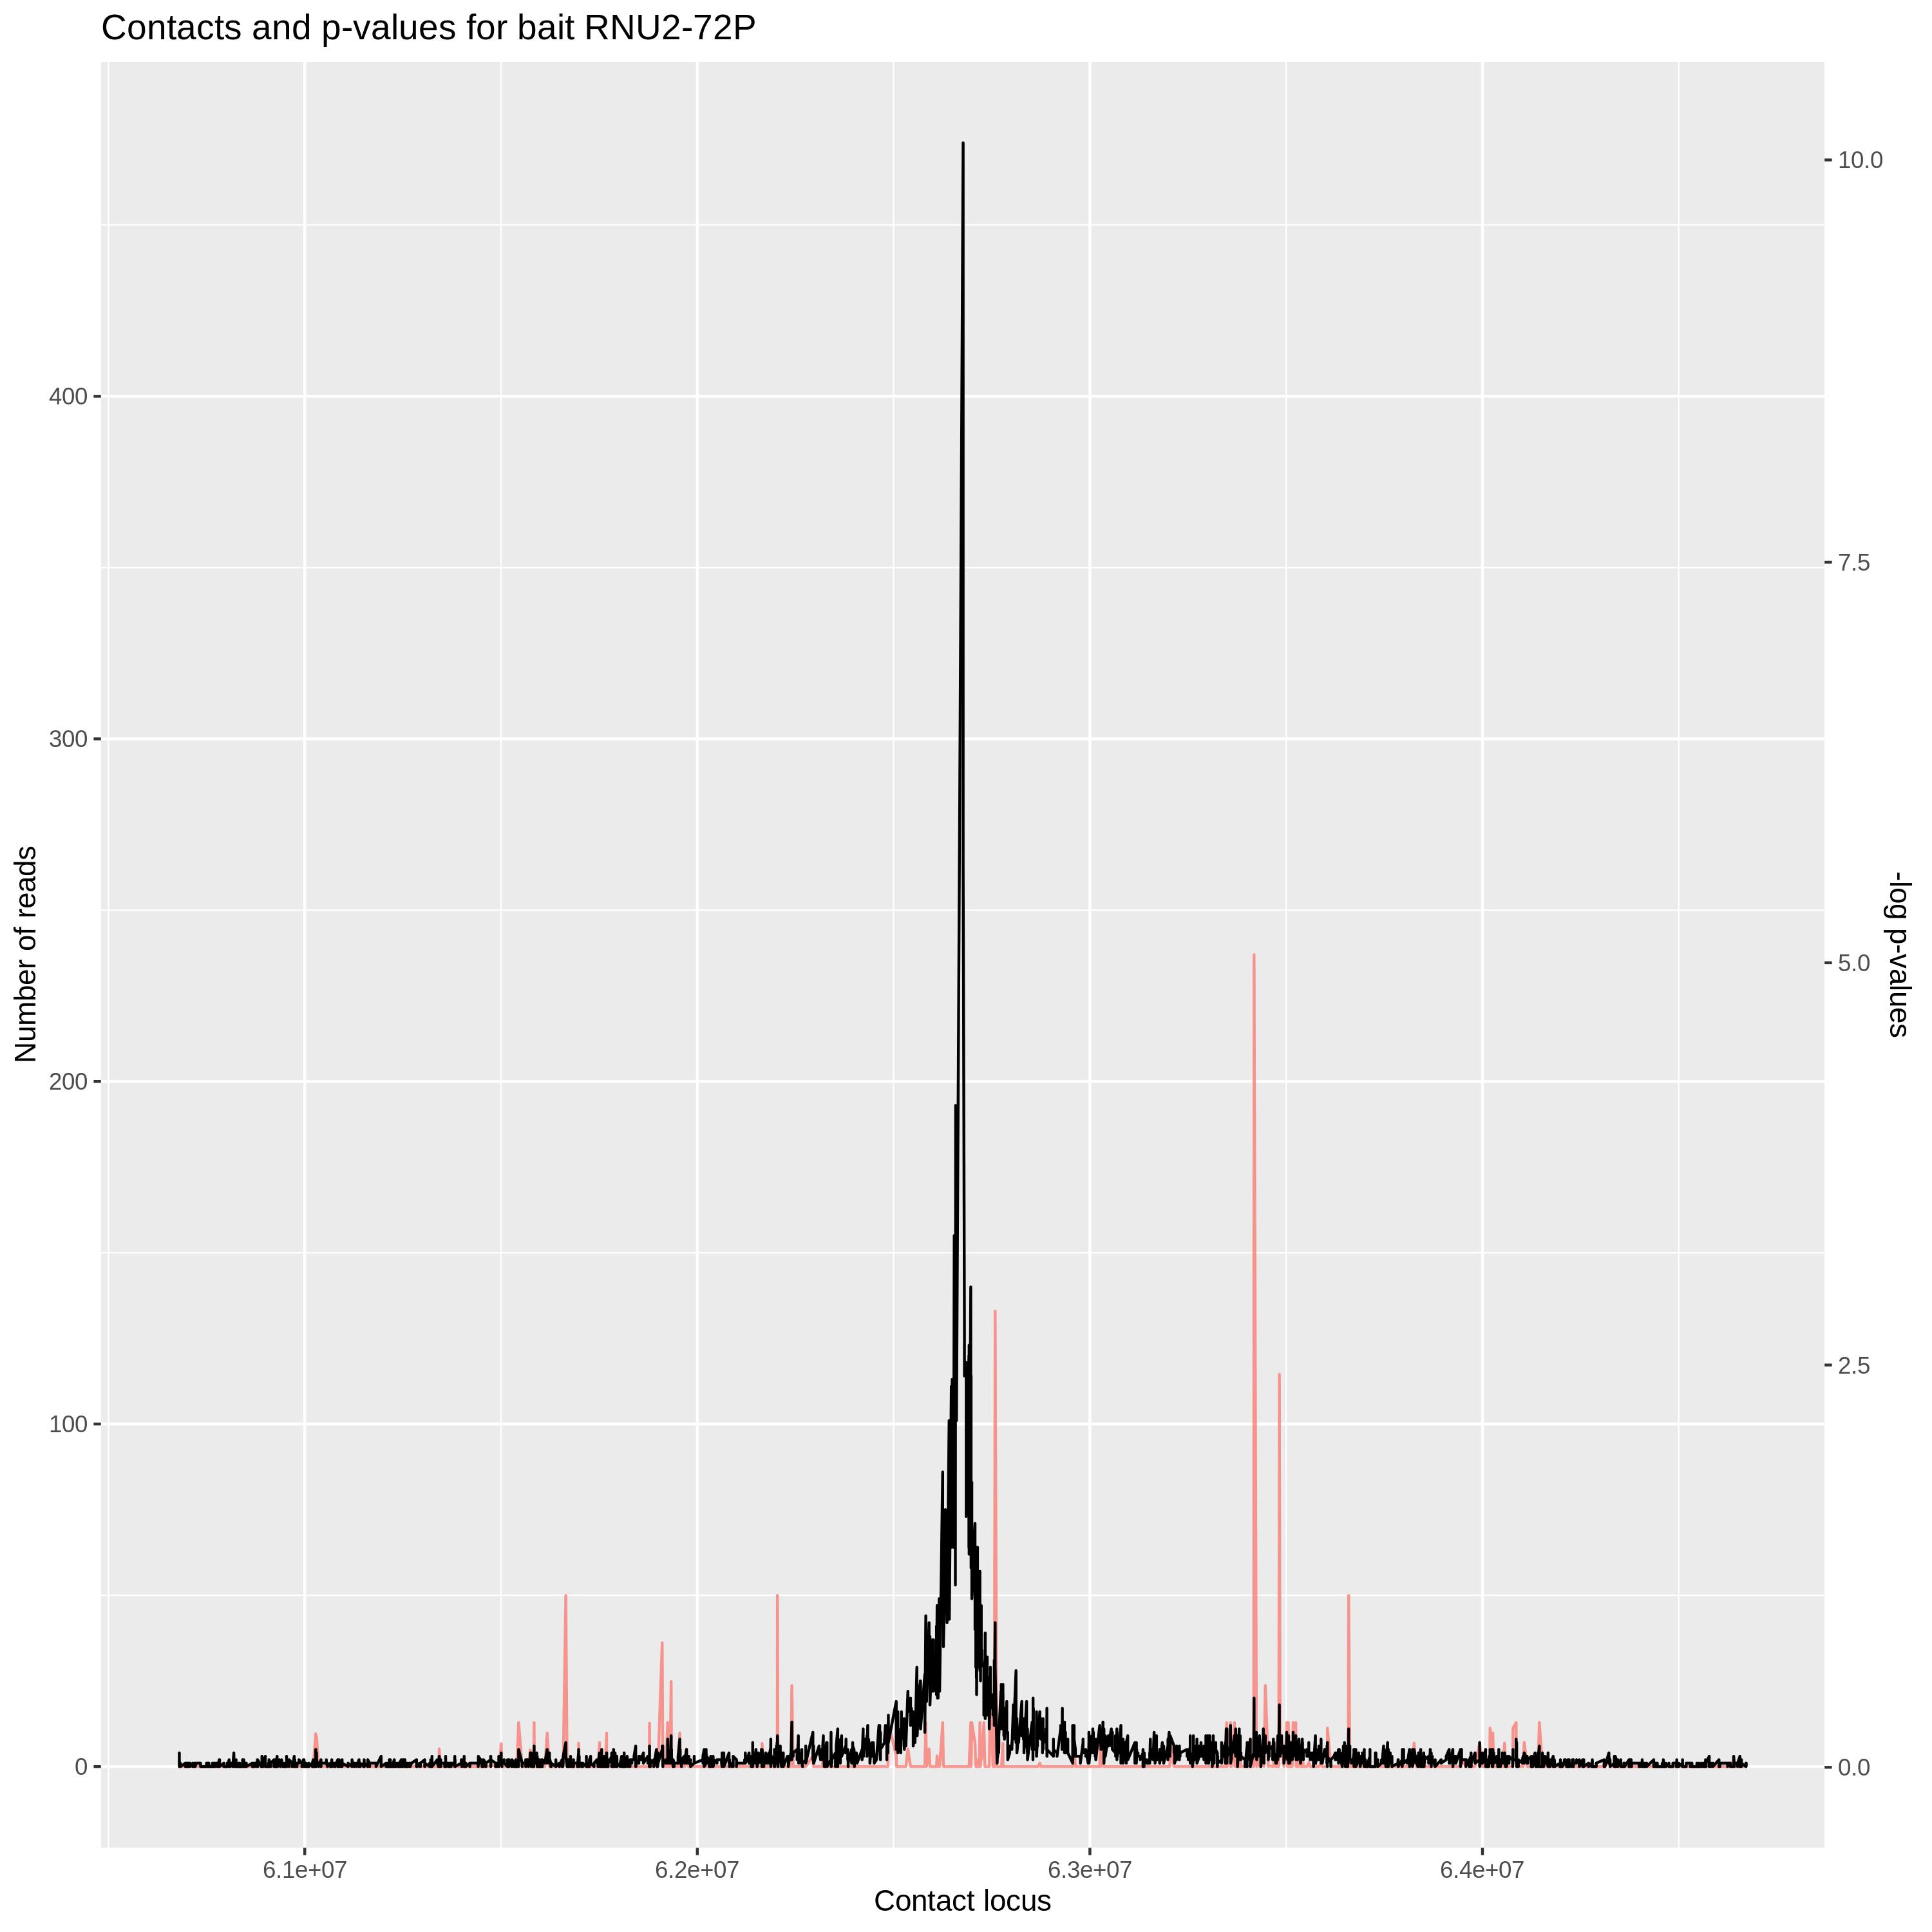 Contacts and p-values for bait RNU2-72P
Number of reads
400
300
200
100
0
10.0
7.5
5.0
2.5
0.0
-log p-values
6.1e+07
6.2e+07
6.3e+07
6.4e+07
Contact locus